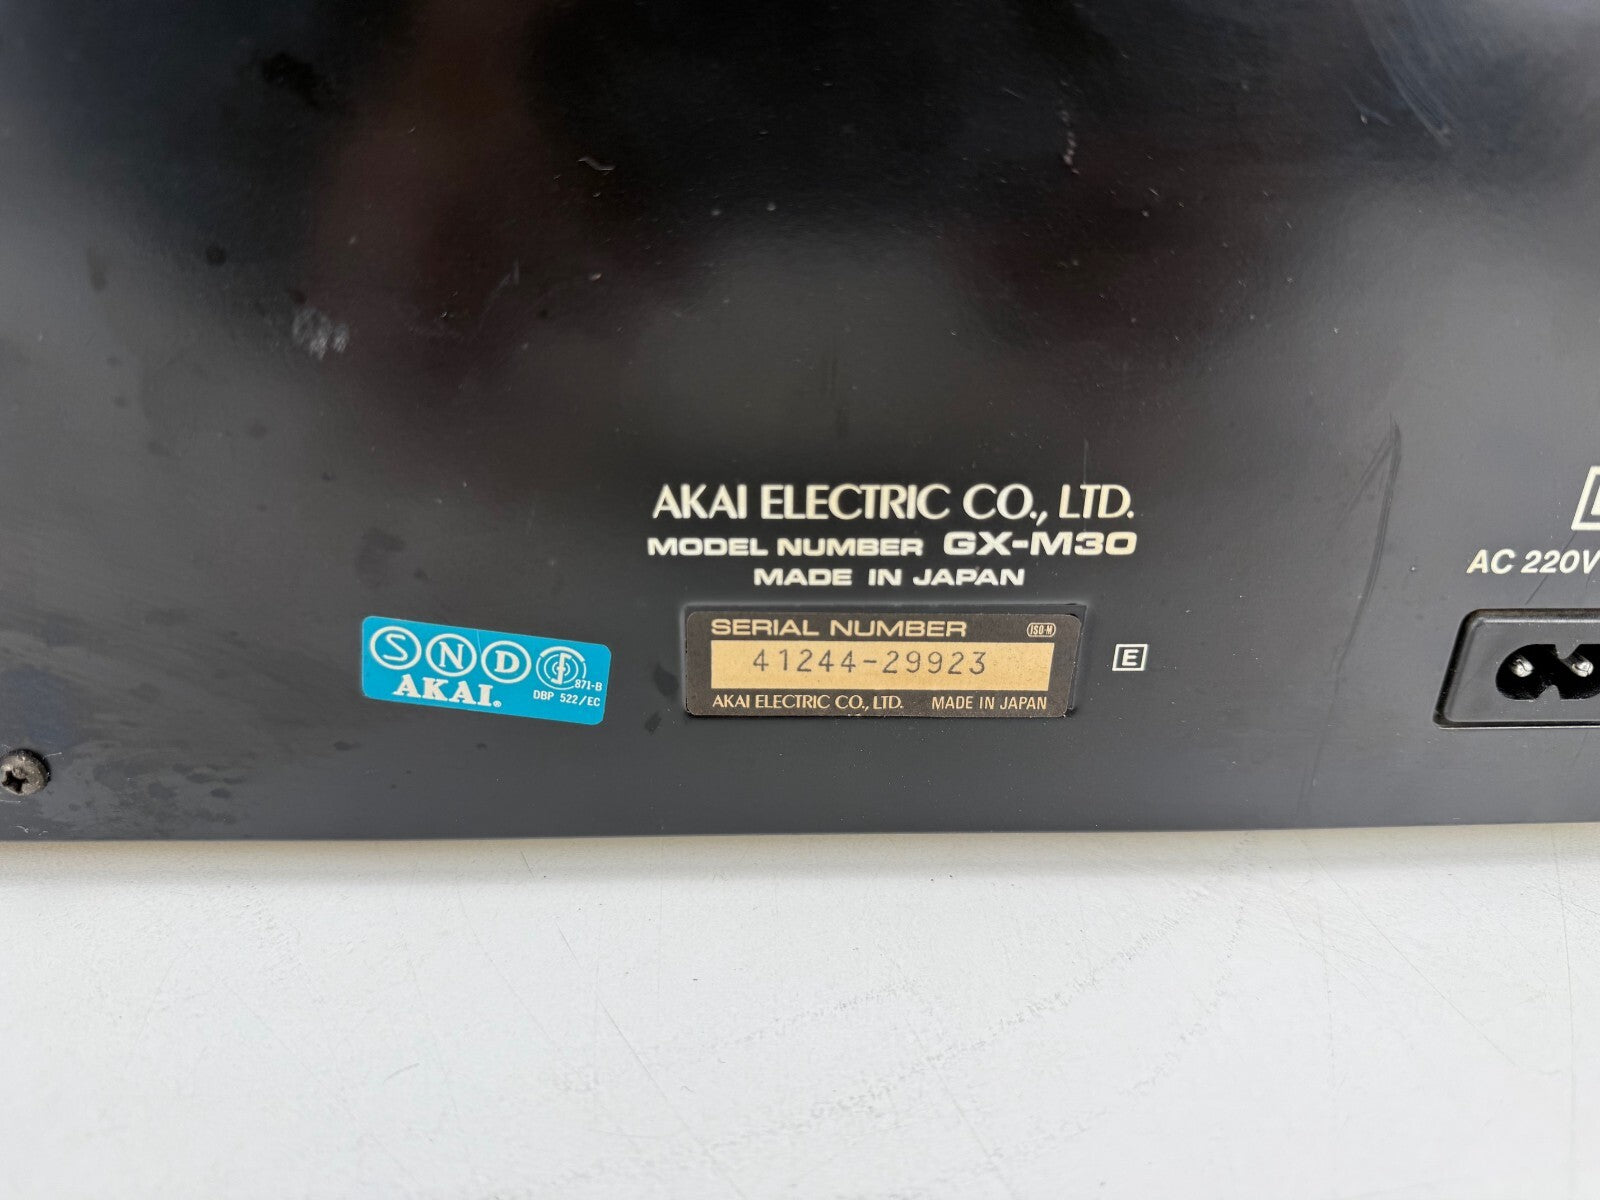 AKAI ELECTRIC CO., LTD.
MODEL NUMBER GX-M30
MADE IN JAPAN
AC 220V
SERIAL NUMBER ISO-M
41244-29923
AKAI ELECTRIC CO., LTD. MADE IN JAPAN
E
S N D
AKAI®
871-B
DBP 522/EC